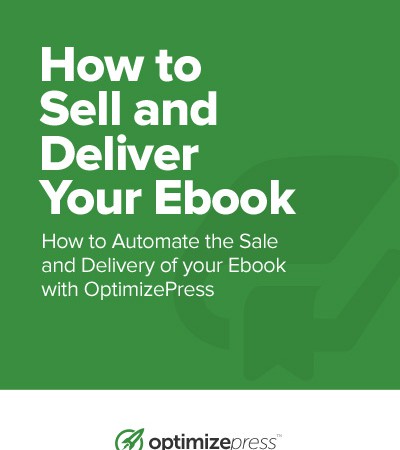 How to
Sell and
Deliver
Your Ebook
How to Automate the Sale
and Delivery of your Ebook
with OptimizePress
optimizepress™